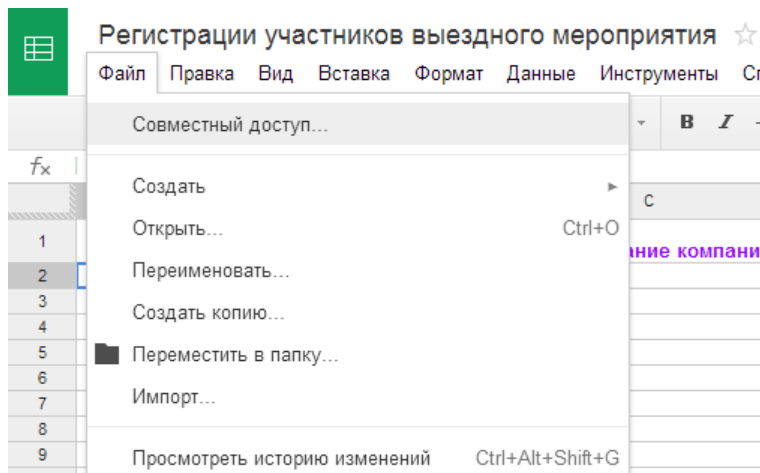 Регистрации участников выездного мероприятия
Файл Правка Вид Вставка Формат Данные Инструменты
Совместный доступ...
B I
fx
Создать
C
Открыть... Ctrl+O
1
ание компани
Переименовать...
2
3
Создать копию...
4
5 Переместить в папку...
6
Импорт...
7
8
9 Просмотреть историю изменений Ctrl+Alt+Shift+G